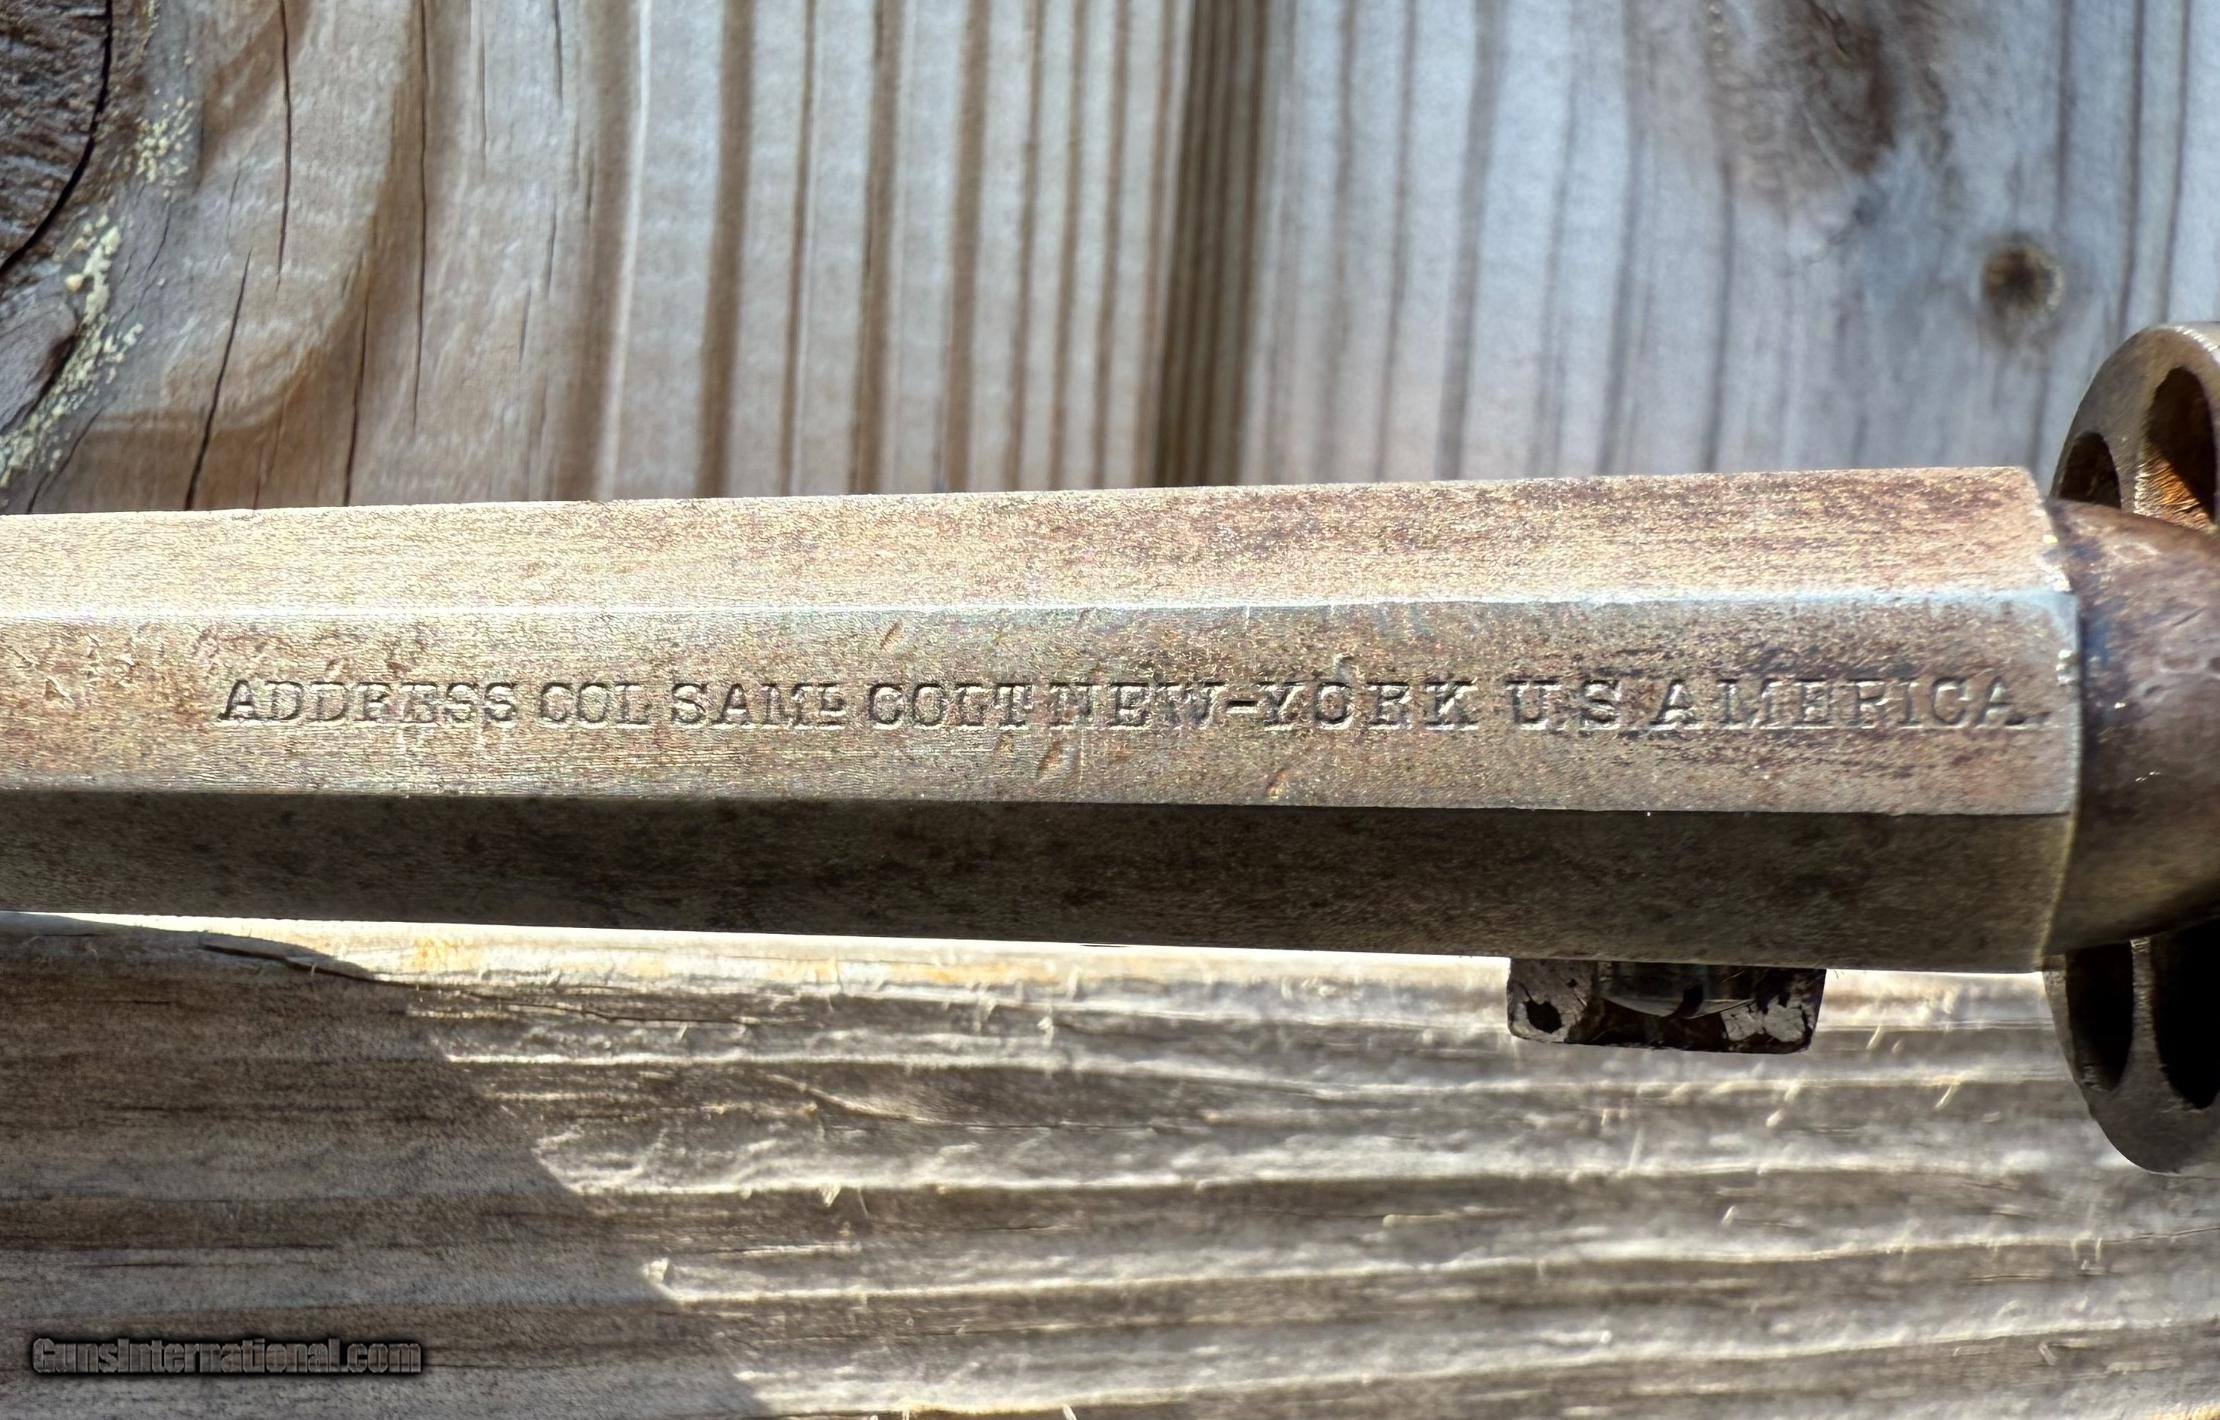 ADDRESS COL SAML COLT NEW-YORK U.S AMERICA.
GunsInternational.com